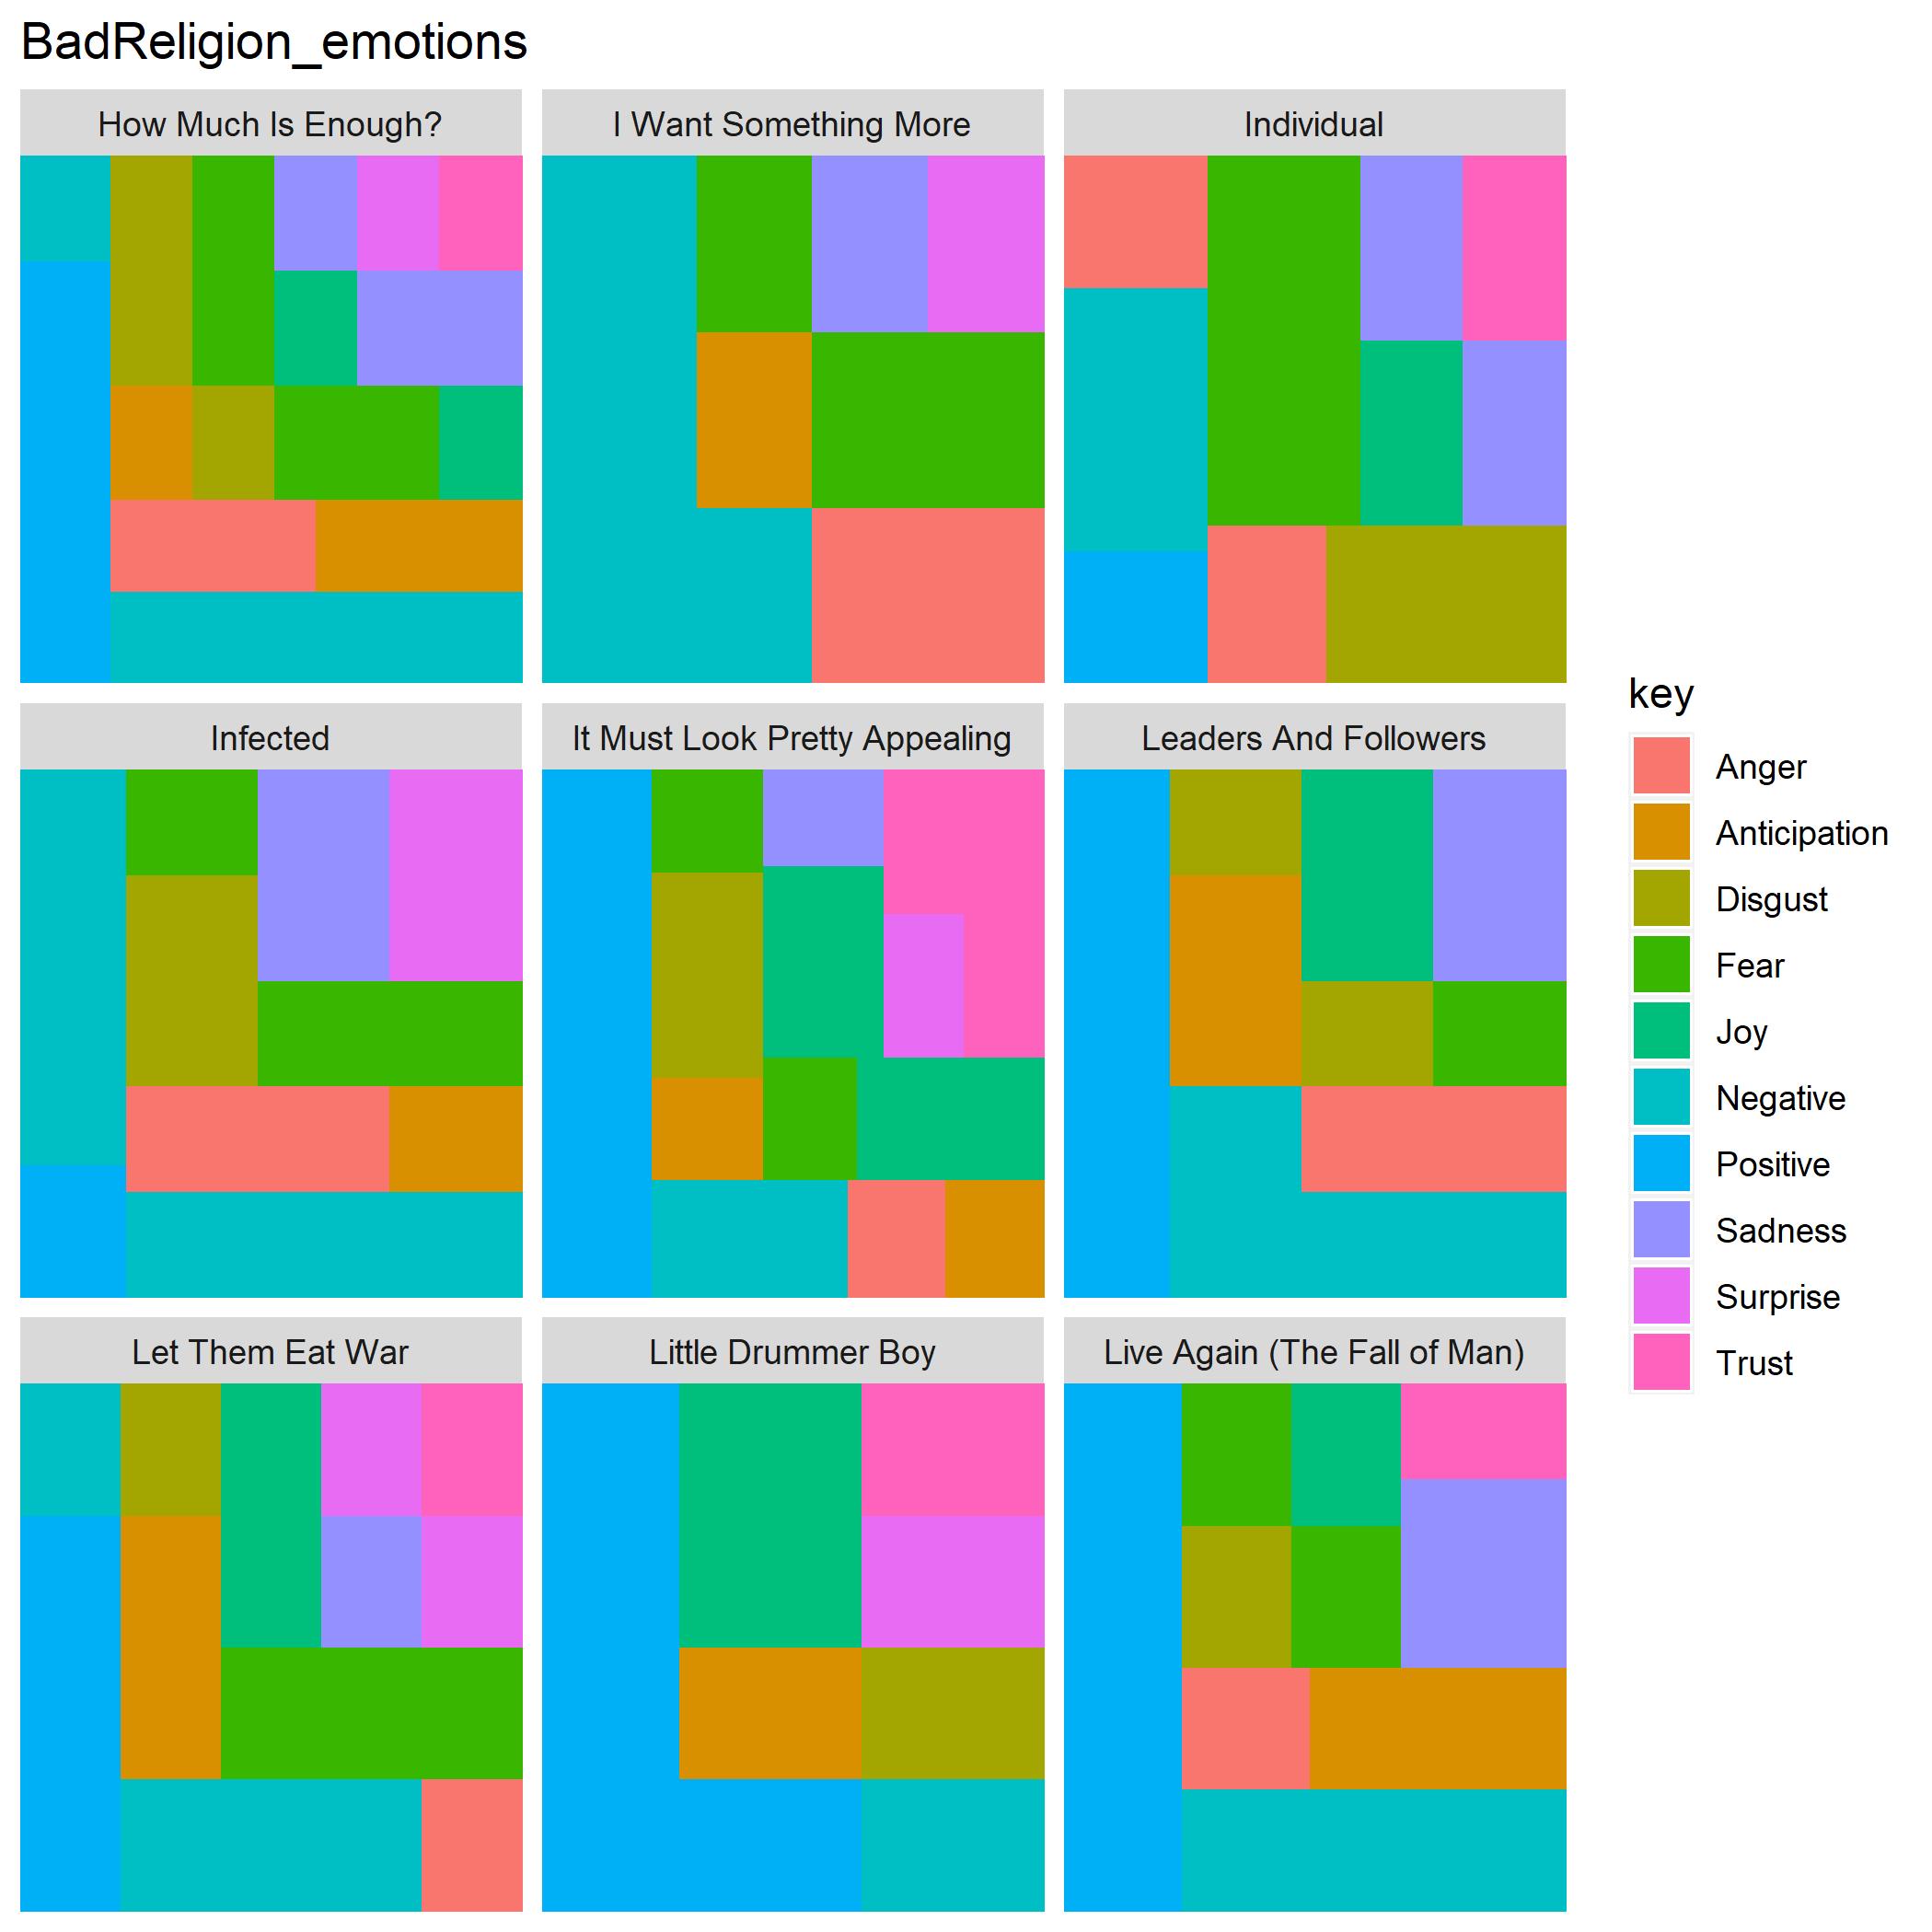 BadReligion_emotions
How Much Is Enough?
I Want Something More
Individual
Infected
It Must Look Pretty Appealing
Leaders And Followers
Let Them Eat War
Little Drummer Boy
Live Again (The Fall of Man)
key
Anger
Anticipation
Disgust
Fear
Joy
Negative
Positive
Sadness
Surprise
Trust